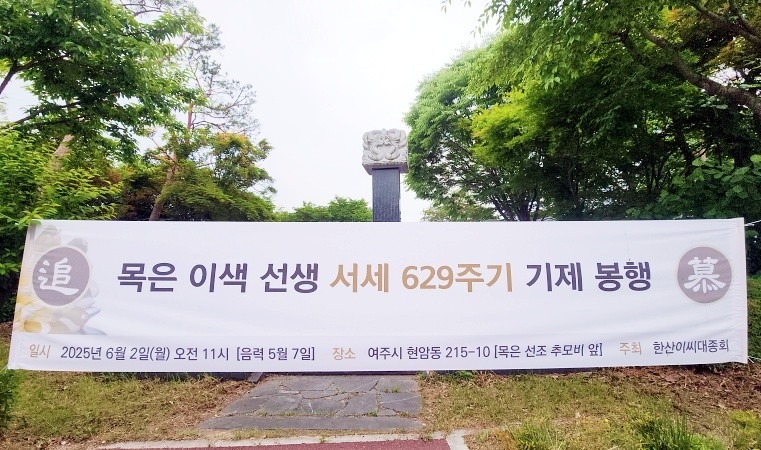 追 목은 이색 선생 서세 629주기 기제 봉행 慕
일시 2025년 6월 2일(월) 오전 11시 [음력 5월 7일] 장소 여주시 현암동 215-10 [목은 선조 추모비 앞] 주최 한산이씨대종회